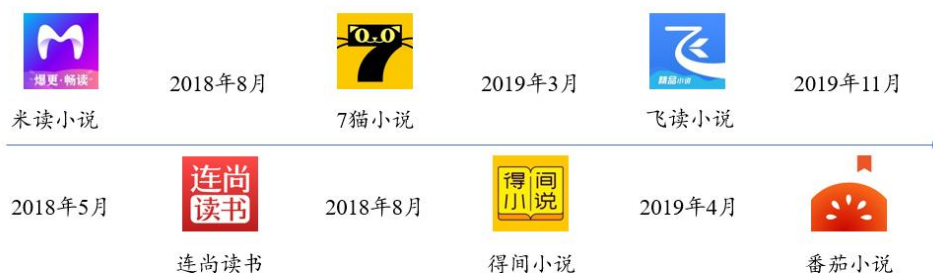 爆更·畅读
2018年8月
7
2019年3月
精品小说
2019年11月
米读小说
7猫小说
飞读小说
2018年5月
连尚
读书
2018年8月
得间
小说
2019年4月
连尚读书
得间小说
番茄小说